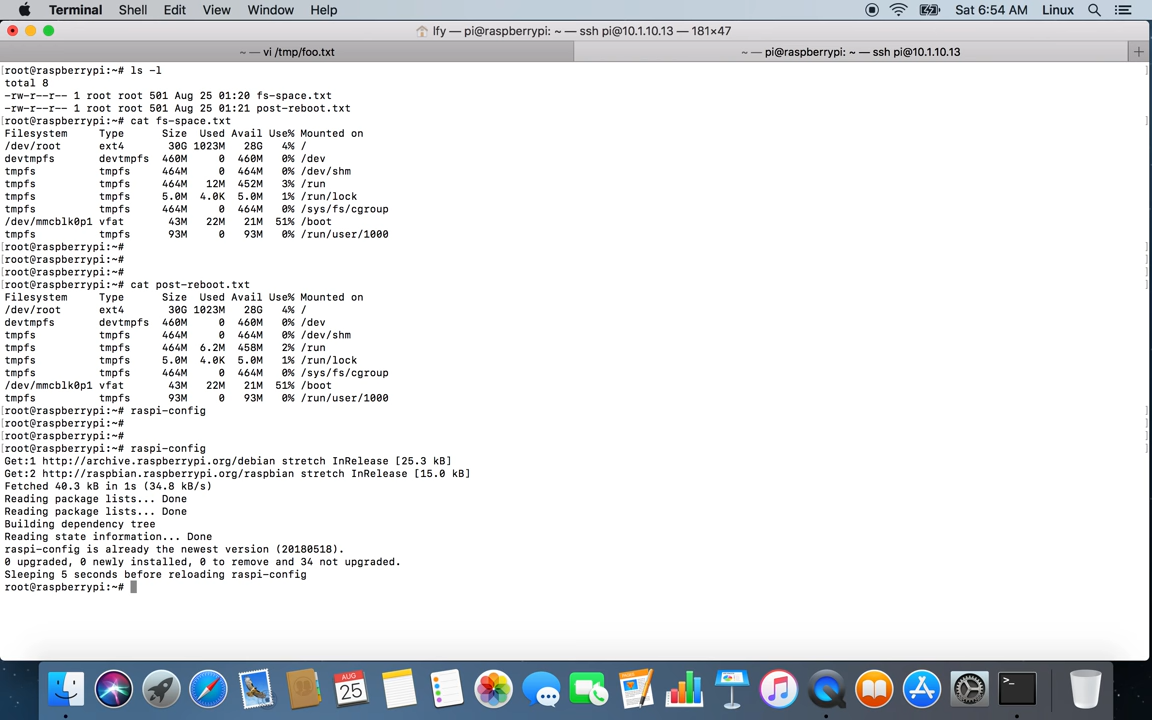 Terminal Shell Edit View Window Help Sat 6:54 AM Linux
lfy — pi@raspberrypi: ~ — ssh pi@10.1.10.13 — 181×47
~ — vi /tmp/foo.txt
~ — pi@raspberrypi: ~ — ssh pi@10.1.10.13
[root@raspberrypi:~# ls -l ]
total 8
-rw-r--r-- 1 root root 501 Aug 25 01:20 fs-space.txt
-rw-r--r-- 1 root root 501 Aug 25 01:21 post-reboot.txt
[root@raspberrypi:~# cat fs-space.txt ]
Filesystem     Type      Size  Used Avail Use% Mounted on
/dev/root      ext4       30G 1023M   28G   4% /
devtmpfs       devtmpfs  460M     0  460M   0% /dev
tmpfs          tmpfs     464M     0  464M   0% /dev/shm
tmpfs          tmpfs     464M   12M  452M   3% /run
tmpfs          tmpfs     5.0M  4.0K  5.0M   1% /run/lock
tmpfs          tmpfs     464M     0  464M   0% /sys/fs/cgroup
/dev/mmcblk0p1 vfat       43M   22M   21M  51% /boot
tmpfs          tmpfs      93M     0   93M   0% /run/user/1000
[root@raspberrypi:~# ]
[root@raspberrypi:~# ]
[root@raspberrypi:~# ]
[root@raspberrypi:~# cat post-reboot.txt ]
Filesystem     Type      Size  Used Avail Use% Mounted on
/dev/root      ext4       30G 1023M   28G   4% /
devtmpfs       devtmpfs  460M     0  460M   0% /dev
tmpfs          tmpfs     464M     0  464M   0% /dev/shm
tmpfs          tmpfs     464M  6.2M  458M   2% /run
tmpfs          tmpfs     5.0M  4.0K  5.0M   1% /run/lock
tmpfs          tmpfs     464M     0  464M   0% /sys/fs/cgroup
/dev/mmcblk0p1 vfat       43M   22M   21M  51% /boot
tmpfs          tmpfs      93M     0   93M   0% /run/user/1000
[root@raspberrypi:~# raspi-config ]
[root@raspberrypi:~# ]
[root@raspberrypi:~# ]
[root@raspberrypi:~# raspi-config ]
Get:1 http://archive.raspberrypi.org/debian stretch InRelease [25.3 kB]
Get:2 http://raspbian.raspberrypi.org/raspbian stretch InRelease [15.0 kB]
Fetched 40.3 kB in 1s (34.8 kB/s)
Reading package lists... Done
Reading package lists... Done
Building dependency tree
Reading state information... Done
raspi-config is already the newest version (20180518).
0 upgraded, 0 newly installed, 0 to remove and 34 not upgraded.
Sleeping 5 seconds before reloading raspi-config
root@raspberrypi:~#
AUG
25
>_